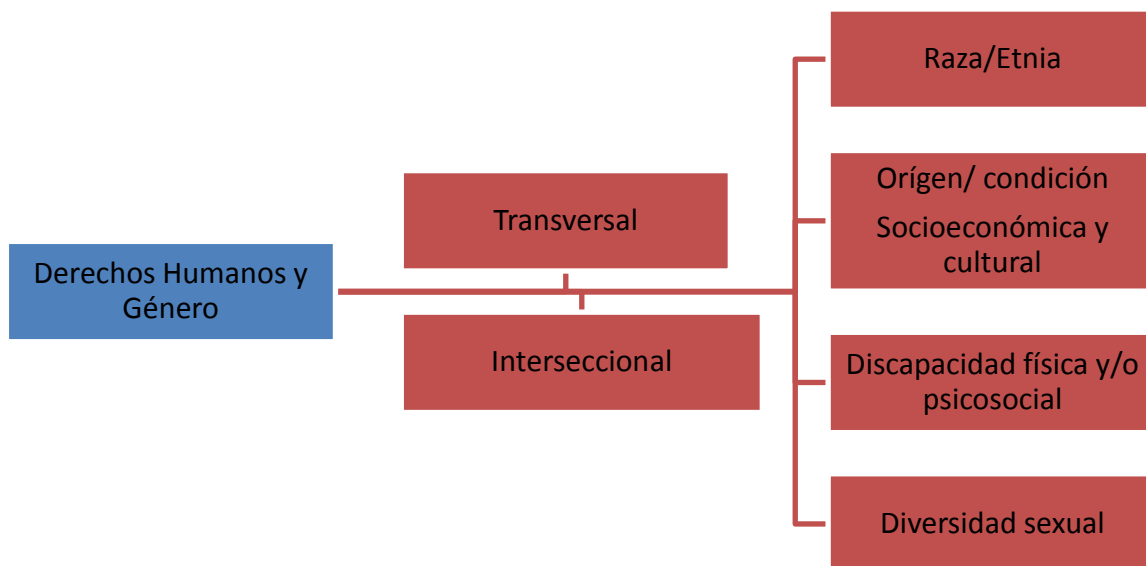 Derechos Humanos y
Género
Transversal
Interseccional
Raza/Etnia
Orígen/ condición
Socioeconómica y
cultural
Discapacidad física y/o
psicosocial
Diversidad sexual